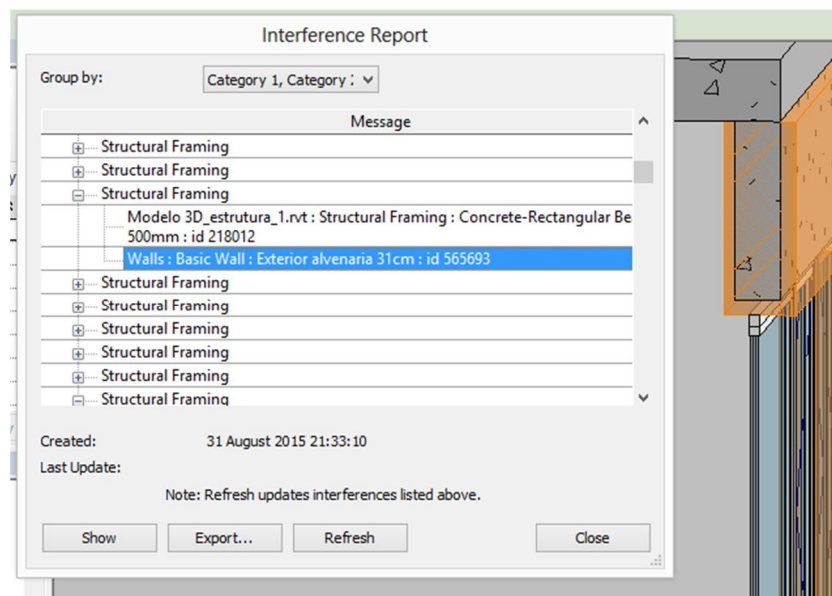 Interference Report
Group by:
Category 1, Category 2
Message
Structural Framing
Structural Framing
Structural Framing
Modelo 3D_estrutura_1.rvt : Structural Framing : Concrete-Rectangular Be
500mm : id 218012
Walls : Basic Wall : Exterior alvenaria 31cm : id 565693
Structural Framing
Structural Framing
Structural Framing
Structural Framing
Structural Framing
Structural Framing
Created: 31 August 2015 21:33:10
Last Update:
Note: Refresh updates interferences listed above.
Show Export... Refresh Close